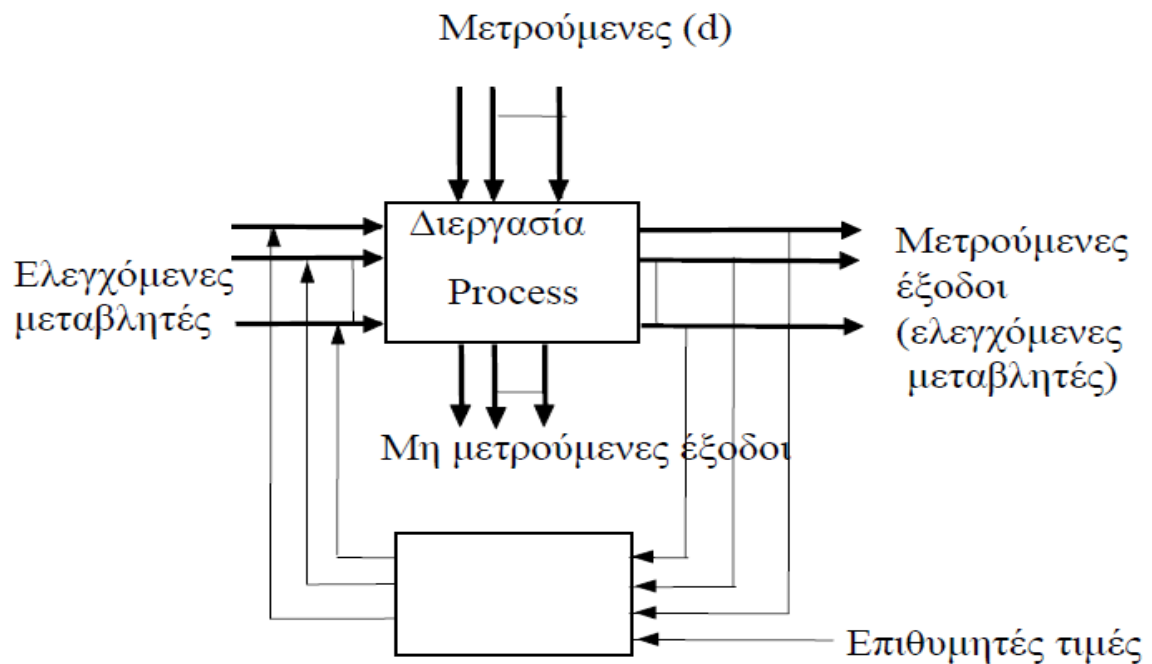 Μετρούμενες (d)
Διεργασία
Process
Ελεγχόμενες
μεταβλητές
Μετρούμενες
έξοδοι
(ελεγχόμενες
μεταβλητές)
Μη μετρούμενες έξοδοι
Επιθυμητές τιμές